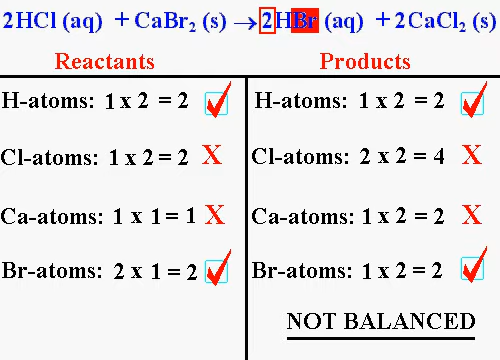 2HCl (aq) + CaBr₂ (s) → 2HBr (aq) + 2CaCl₂ (s)
Reactants Products
H-atoms: 1 x 2 = 2 H-atoms: 1 x 2 = 2
Cl-atoms: 1 x 2 = 2 X Cl-atoms: 2 x 2 = 4 X
Ca-atoms: 1 x 1 = 1 X Ca-atoms: 1 x 2 = 2 X
Br-atoms: 2 x 1 = 2 Br-atoms: 1 x 2 = 2
NOT BALANCED